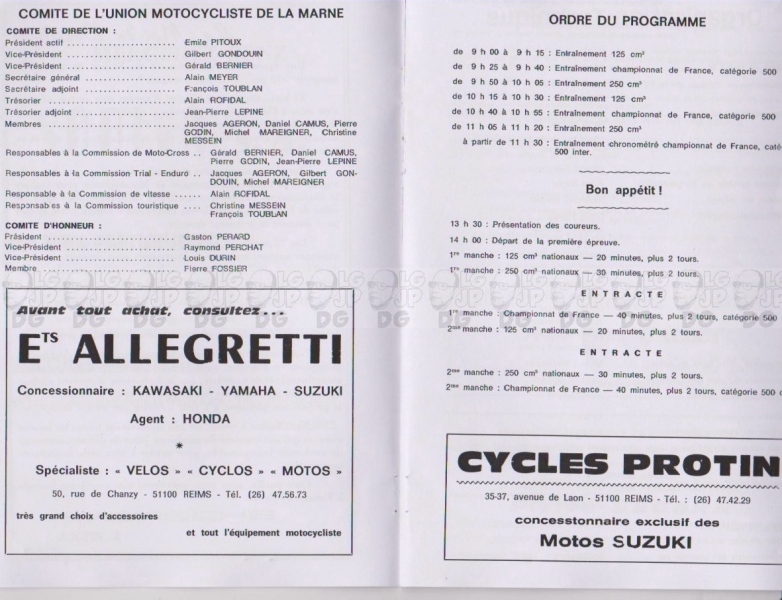 COMITE DE L'UNION MOTOCYCLISTE DE LA MARNE
COMITE DE DIRECTION :
Président actif ........................ Emile PITOUX
Vice-Président ........................ Gilbert GONDOUIN
Vice-Président ........................ Gérald BERNIER
Secrétaire général .................... Alain MEYER
Secrétaire adjoint .................... François TOUBLAN
Trésorier ............................. Alain ROFIDAL
Trésorier adjoint ..................... Jean-Pierre LEPINE
Membres ............................ Jacques AGERON, Daniel CAMUS, Pierre
GODIN, Michel MAREIGNER, Christine
MESSEIN
Responsables à la Commission de Moto-Cross .. Gérald BERNIER, Daniel CAMUS,
Pierre GODIN, Jean-Pierre LEPINE
Responsables à la Commission Trial - Enduro .. Jacques AGERON, Gilbert GON-
DOUIN, Michel MAREIGNER
Responsable à la Commission de vitesse ...... Alain ROFIDAL
Responsables à la Commission touristique .... Christine MESSEIN
François TOUBLAN
COMITE D'HONNEUR :
Président ............................ Gaston PERARD
Vice-Président ........................ Raymond PERCHAT
Vice-Président ........................ Louis DURIN
Membre ............................. Pierre FOSSIER
Avant tout achat, consultez...
ETS ALLEGRETTI
Concessionnaire : KAWASAKI - YAMAHA - SUZUKI
Agent : HONDA
*
Spécialiste : « VELOS » « CYCLOS » « MOTOS »
50, rue de Chanzy - 51100 REIMS - Tél. (26) 47.56.73
très grand choix d'accessoires
et tout l'équipement motocycliste
ORDRE DU PROGRAMME
de 9 h 00 à 9 h 15 : Entraînement 125 cm³
de 9 h 25 à 9 h 40 : Entraînement championnat de France, catégorie 500
de 9 h 50 à 10 h 05 : Entraînement 250 cm³
de 10 h 15 à 10 h 30 : Entraînement 125 cm³
de 10 h 40 à 10 h 55 : Entraînement championnat de France, catégorie 500
de 11 h 05 à 11 h 20 : Entraînement 250 cm³
à partir de 11 h 30 : Entraînement chronométré championnat de France, caté
500 inter.
Bon appétit !
13 h 30 : Présentation des coureurs.
14 h 00 : Départ de la première épreuve.
1re manche : 125 cm³ nationaux — 20 minutes, plus 2 tours.
1re manche : 250 cm³ nationaux — 30 minutes, plus 2 tours.
ENTRACTE
1re manche : Championnat de France — 40 minutes, plus 2 tours, catégorie 500
2me manche : 125 cm³ nationaux — 20 minutes, plus 2 tours.
ENTRACTE
2me manche : 250 cm³ nationaux — 30 minutes, plus 2 tours.
2me manche : Championnat de France — 40 minutes, plus 2 tours, catégorie 500
CYCLES PROTIN
35-37, avenue de Laon - 51100 REIMS - Tél. : (26) 47.42.29
concesstonnaire exclusif des
Motos SUZUKI